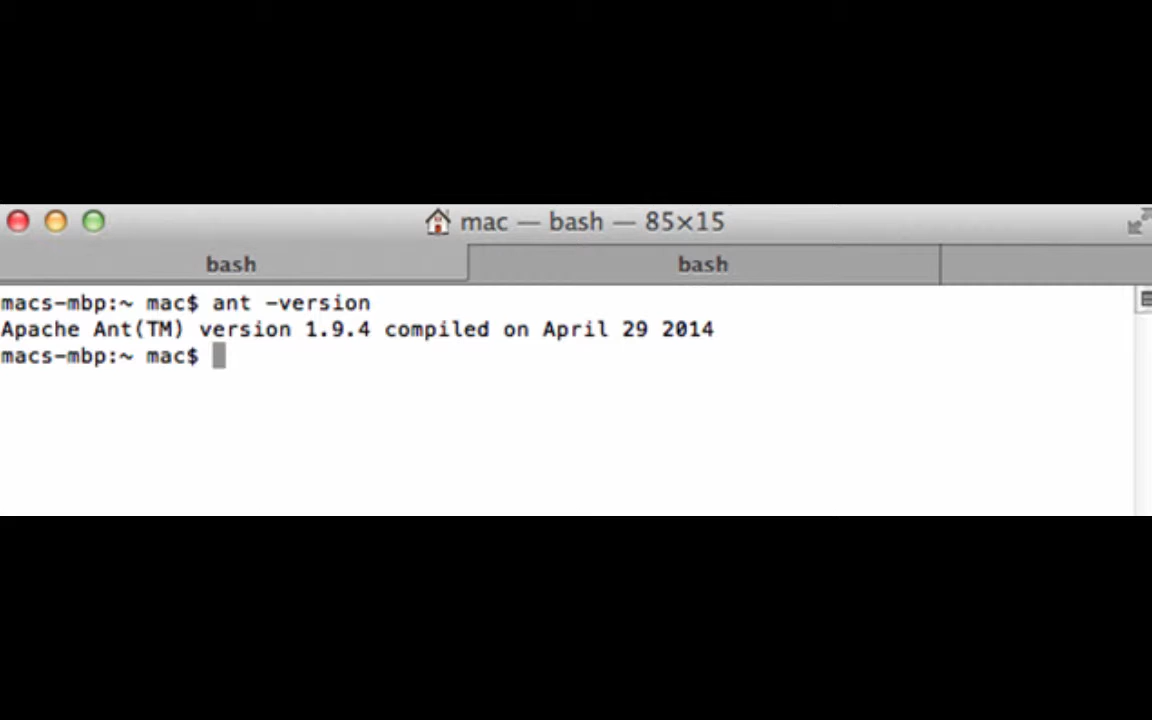 mac — bash — 85×15
bash bash
macs-mbp:~ mac$ ant -version
Apache Ant(TM) version 1.9.4 compiled on April 29 2014
macs-mbp:~ mac$